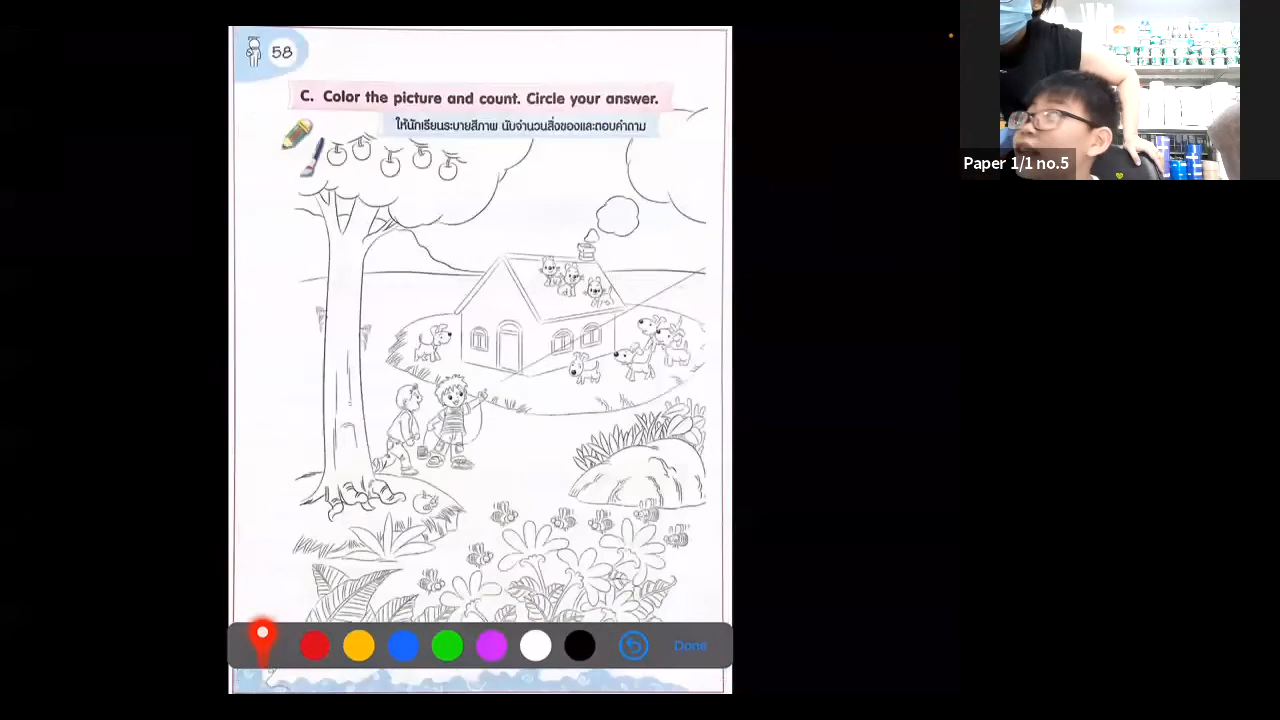 58
C. Color the picture and count. Circle your answer.
ให้นักเรียนระบายสีภาพ นับจำนวนสิ่งของและตอบคำถาม
Paper 1/1 no.5
Done